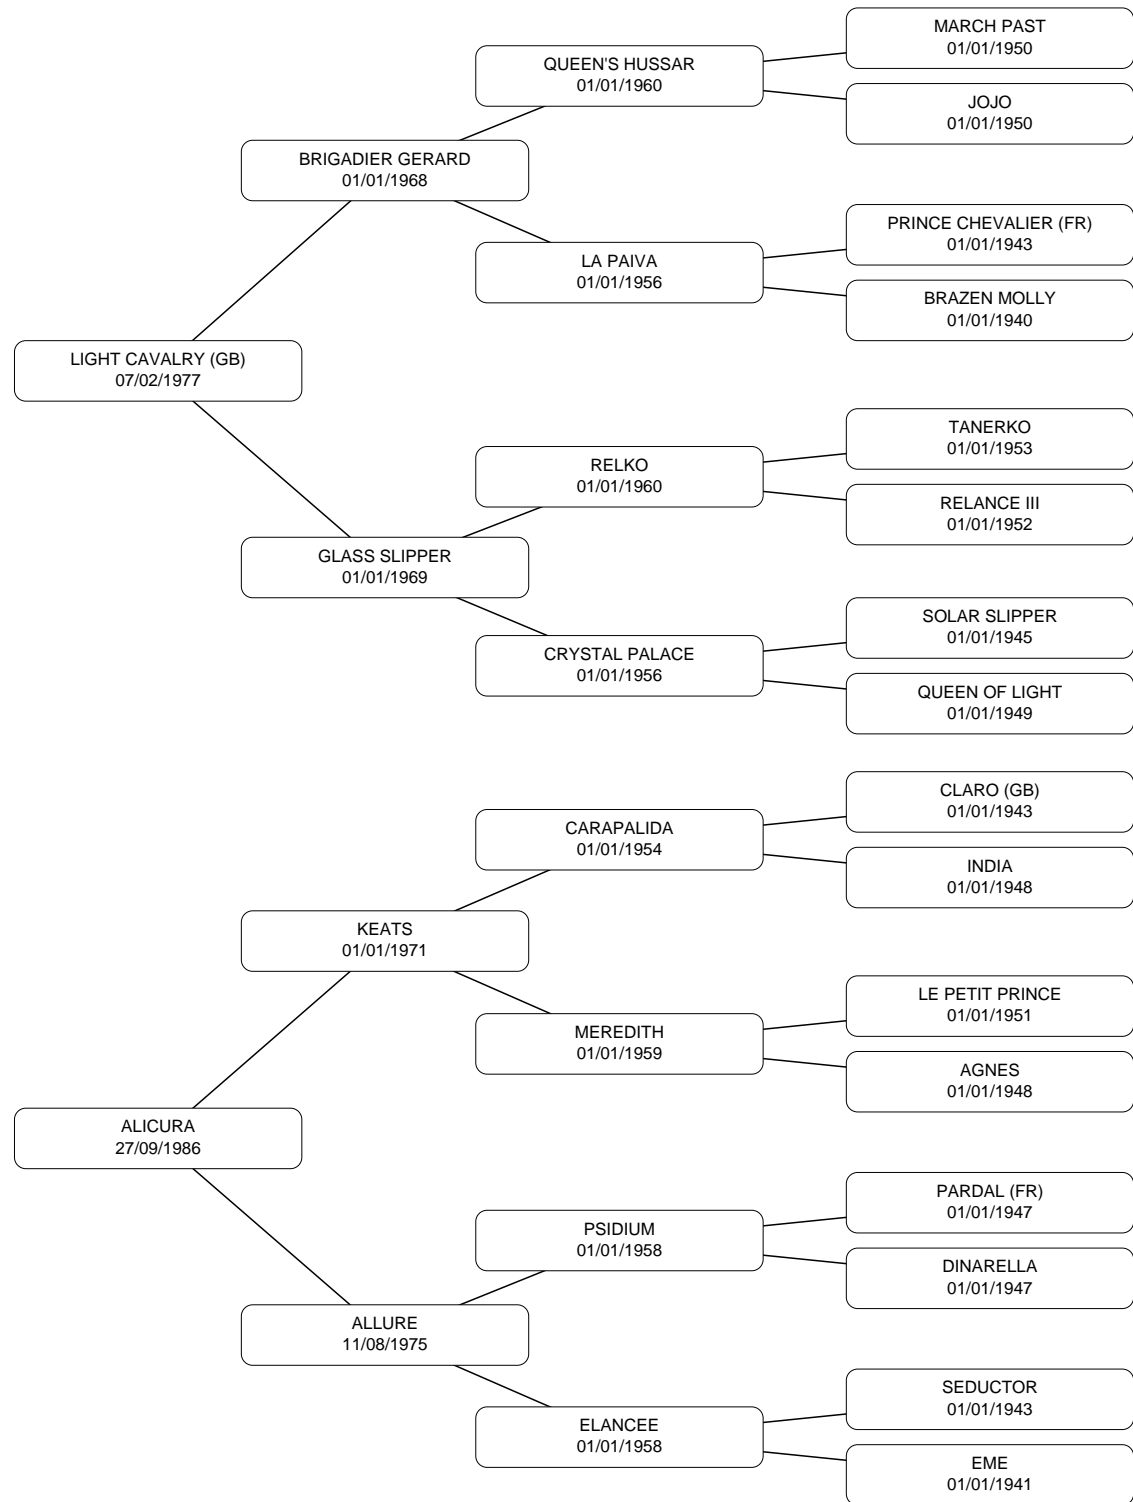 MARCH PAST
01/01/1950
QUEEN'S HUSSAR
01/01/1960
JOJO
01/01/1950
BRIGADIER GERARD
01/01/1968
PRINCE CHEVALIER (FR)
01/01/1943
LA PAIVA
01/01/1956
BRAZEN MOLLY
01/01/1940
LIGHT CAVALRY (GB)
07/02/1977
TANERKO
01/01/1953
RELKO
01/01/1960
RELANCE III
01/01/1952
GLASS SLIPPER
01/01/1969
SOLAR SLIPPER
01/01/1945
CRYSTAL PALACE
01/01/1956
QUEEN OF LIGHT
01/01/1949
CLARO (GB)
01/01/1943
CARAPALIDA
01/01/1954
INDIA
01/01/1948
KEATS
01/01/1971
LE PETIT PRINCE
01/01/1951
MEREDITH
01/01/1959
AGNES
01/01/1948
ALICURA
27/09/1986
PARDAL (FR)
01/01/1947
PSIDIUM
01/01/1958
DINARELLA
01/01/1947
ALLURE
11/08/1975
SEDUCTOR
01/01/1943
ELANCEE
01/01/1958
EME
01/01/1941